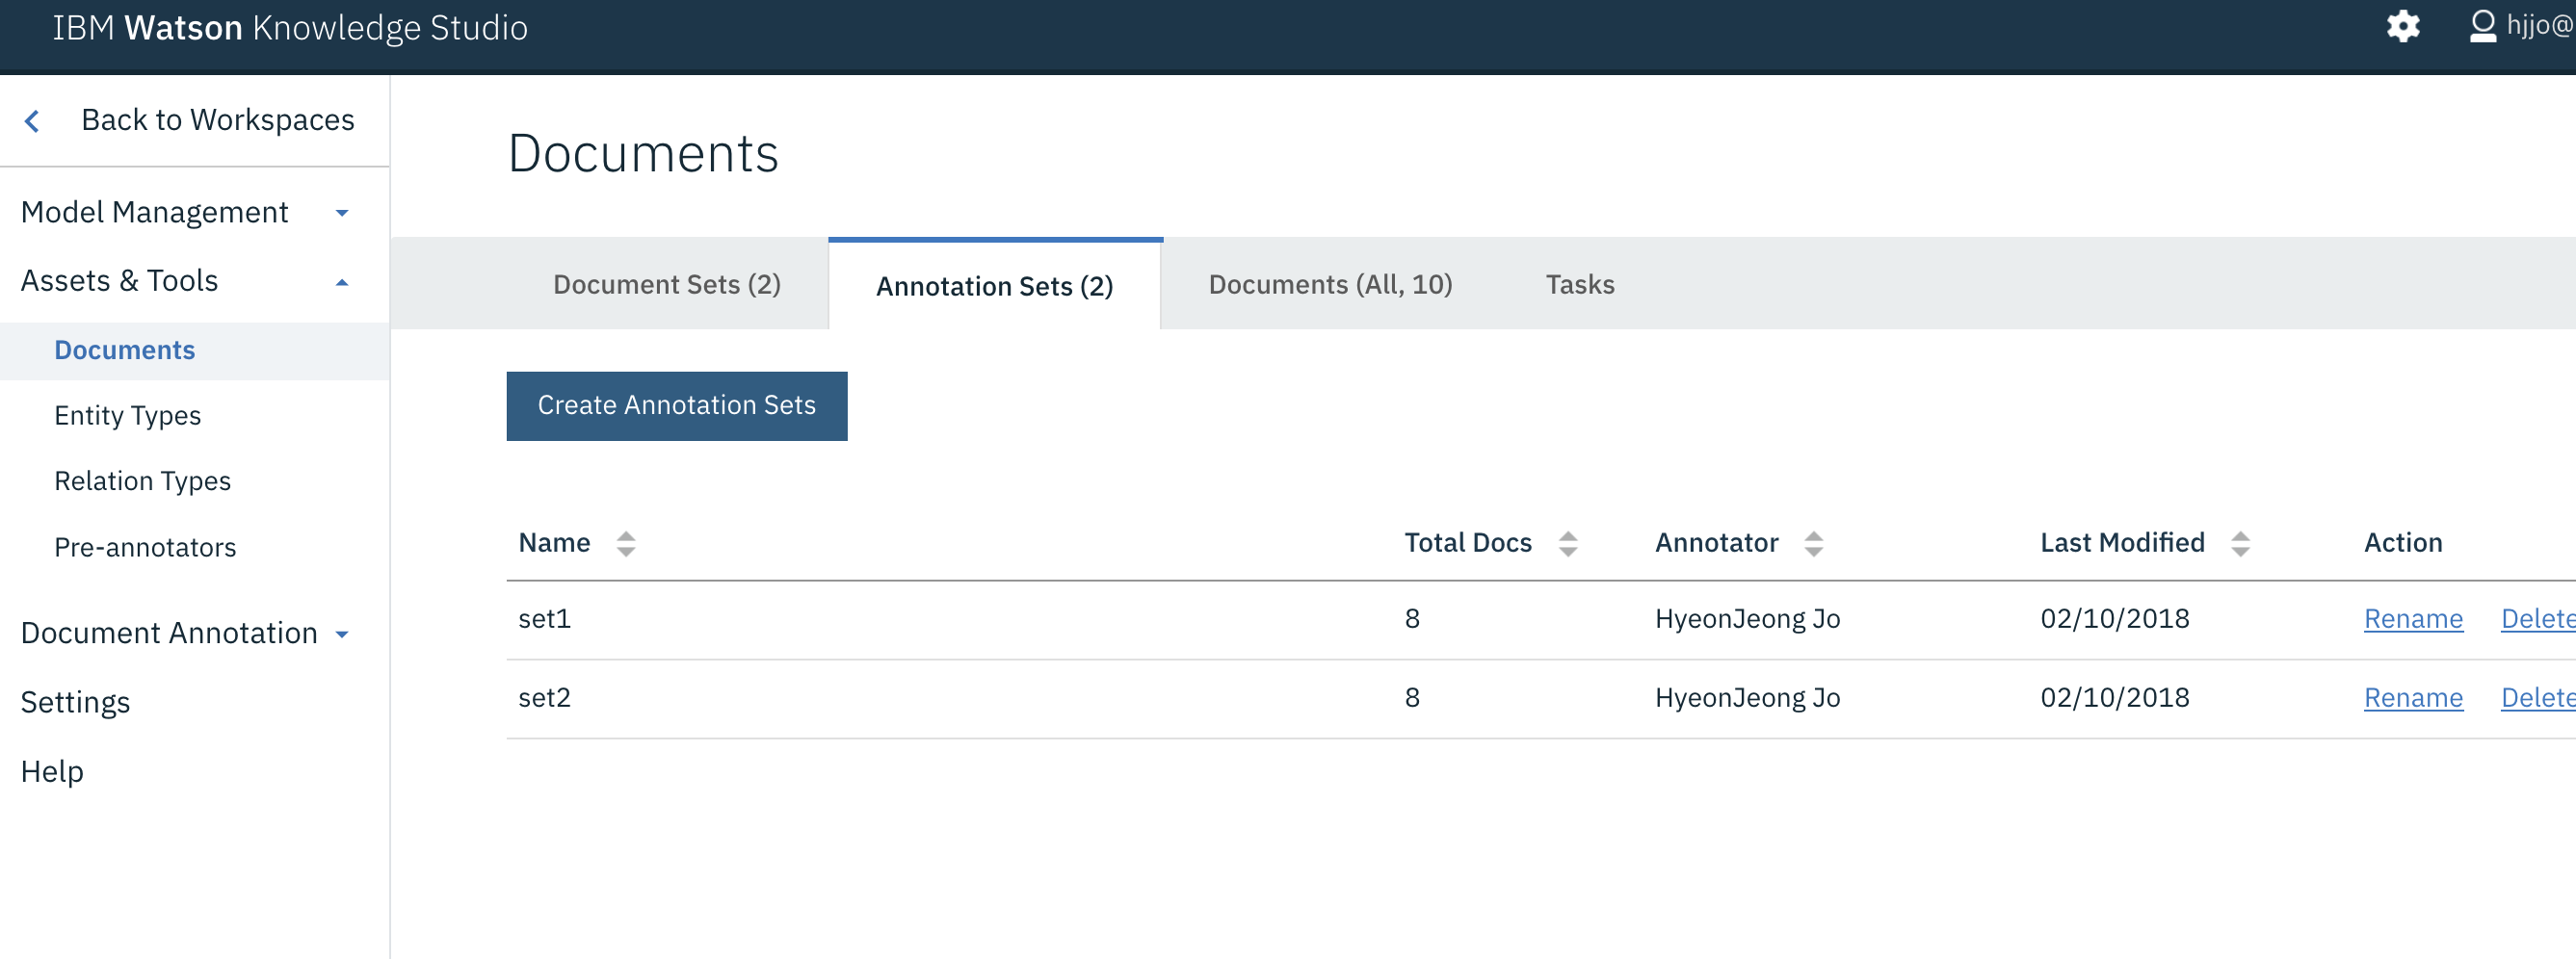 IBM Watson Knowledge Studio
hjjo@
Back to Workspaces
Model Management
Assets & Tools
Documents
Entity Types
Relation Types
Pre-annotators
Document Annotation
Settings
Help
Documents
Document Sets (2) Annotation Sets (2) Documents (All, 10) Tasks
Create Annotation Sets
Name Total Docs Annotator Last Modified Action
set1 8 HyeonJeong Jo 02/10/2018 Rename Delete
set2 8 HyeonJeong Jo 02/10/2018 Rename Delete